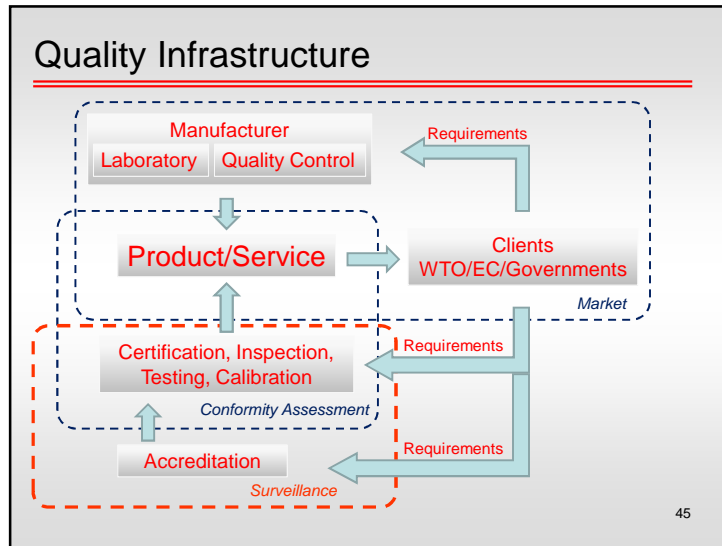 Quality Infrastructure
Manufacturer
Laboratory
Quality Control
Requirements
Product/Service
Clients
WTO/EC/Governments
Market
Certification, Inspection,
Testing, Calibration
Requirements
Conformity Assessment
Accreditation
Requirements
Surveillance
45